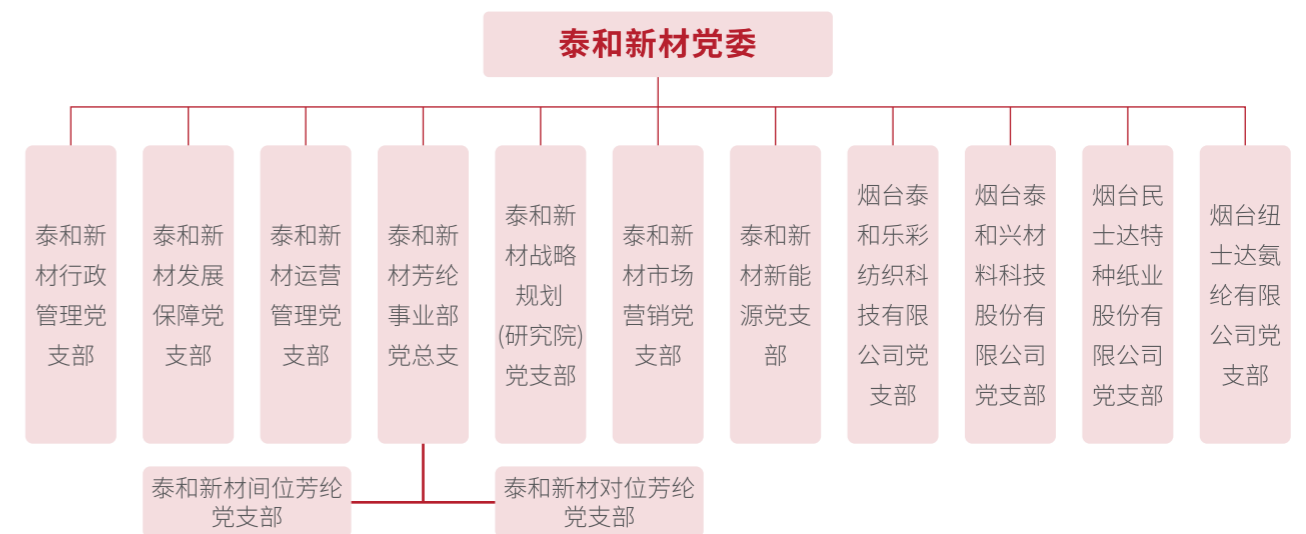 泰和新材党委
泰和新
材行政
管理党
支部
泰和新
材发展
保障党
支部
泰和新
材运营
管理党
支部
泰和新
材芳纶
事业部
党总支
泰和新
材战略
规划
(研究院)
党支部
泰和新
材市场
营销党
支部
泰和新
材新能
源党支
部
烟台泰
和乐彩
纺织科
技有限
公司党
支部
烟台泰
和兴材
料科技
股份有
限公司
党支部
烟台民
士达特
种纸业
股份有
限公司
党支部
烟台纽
士达氨
纶有限
公司党
支部
泰和新材间位芳纶
党支部
泰和新材对位芳纶
党支部